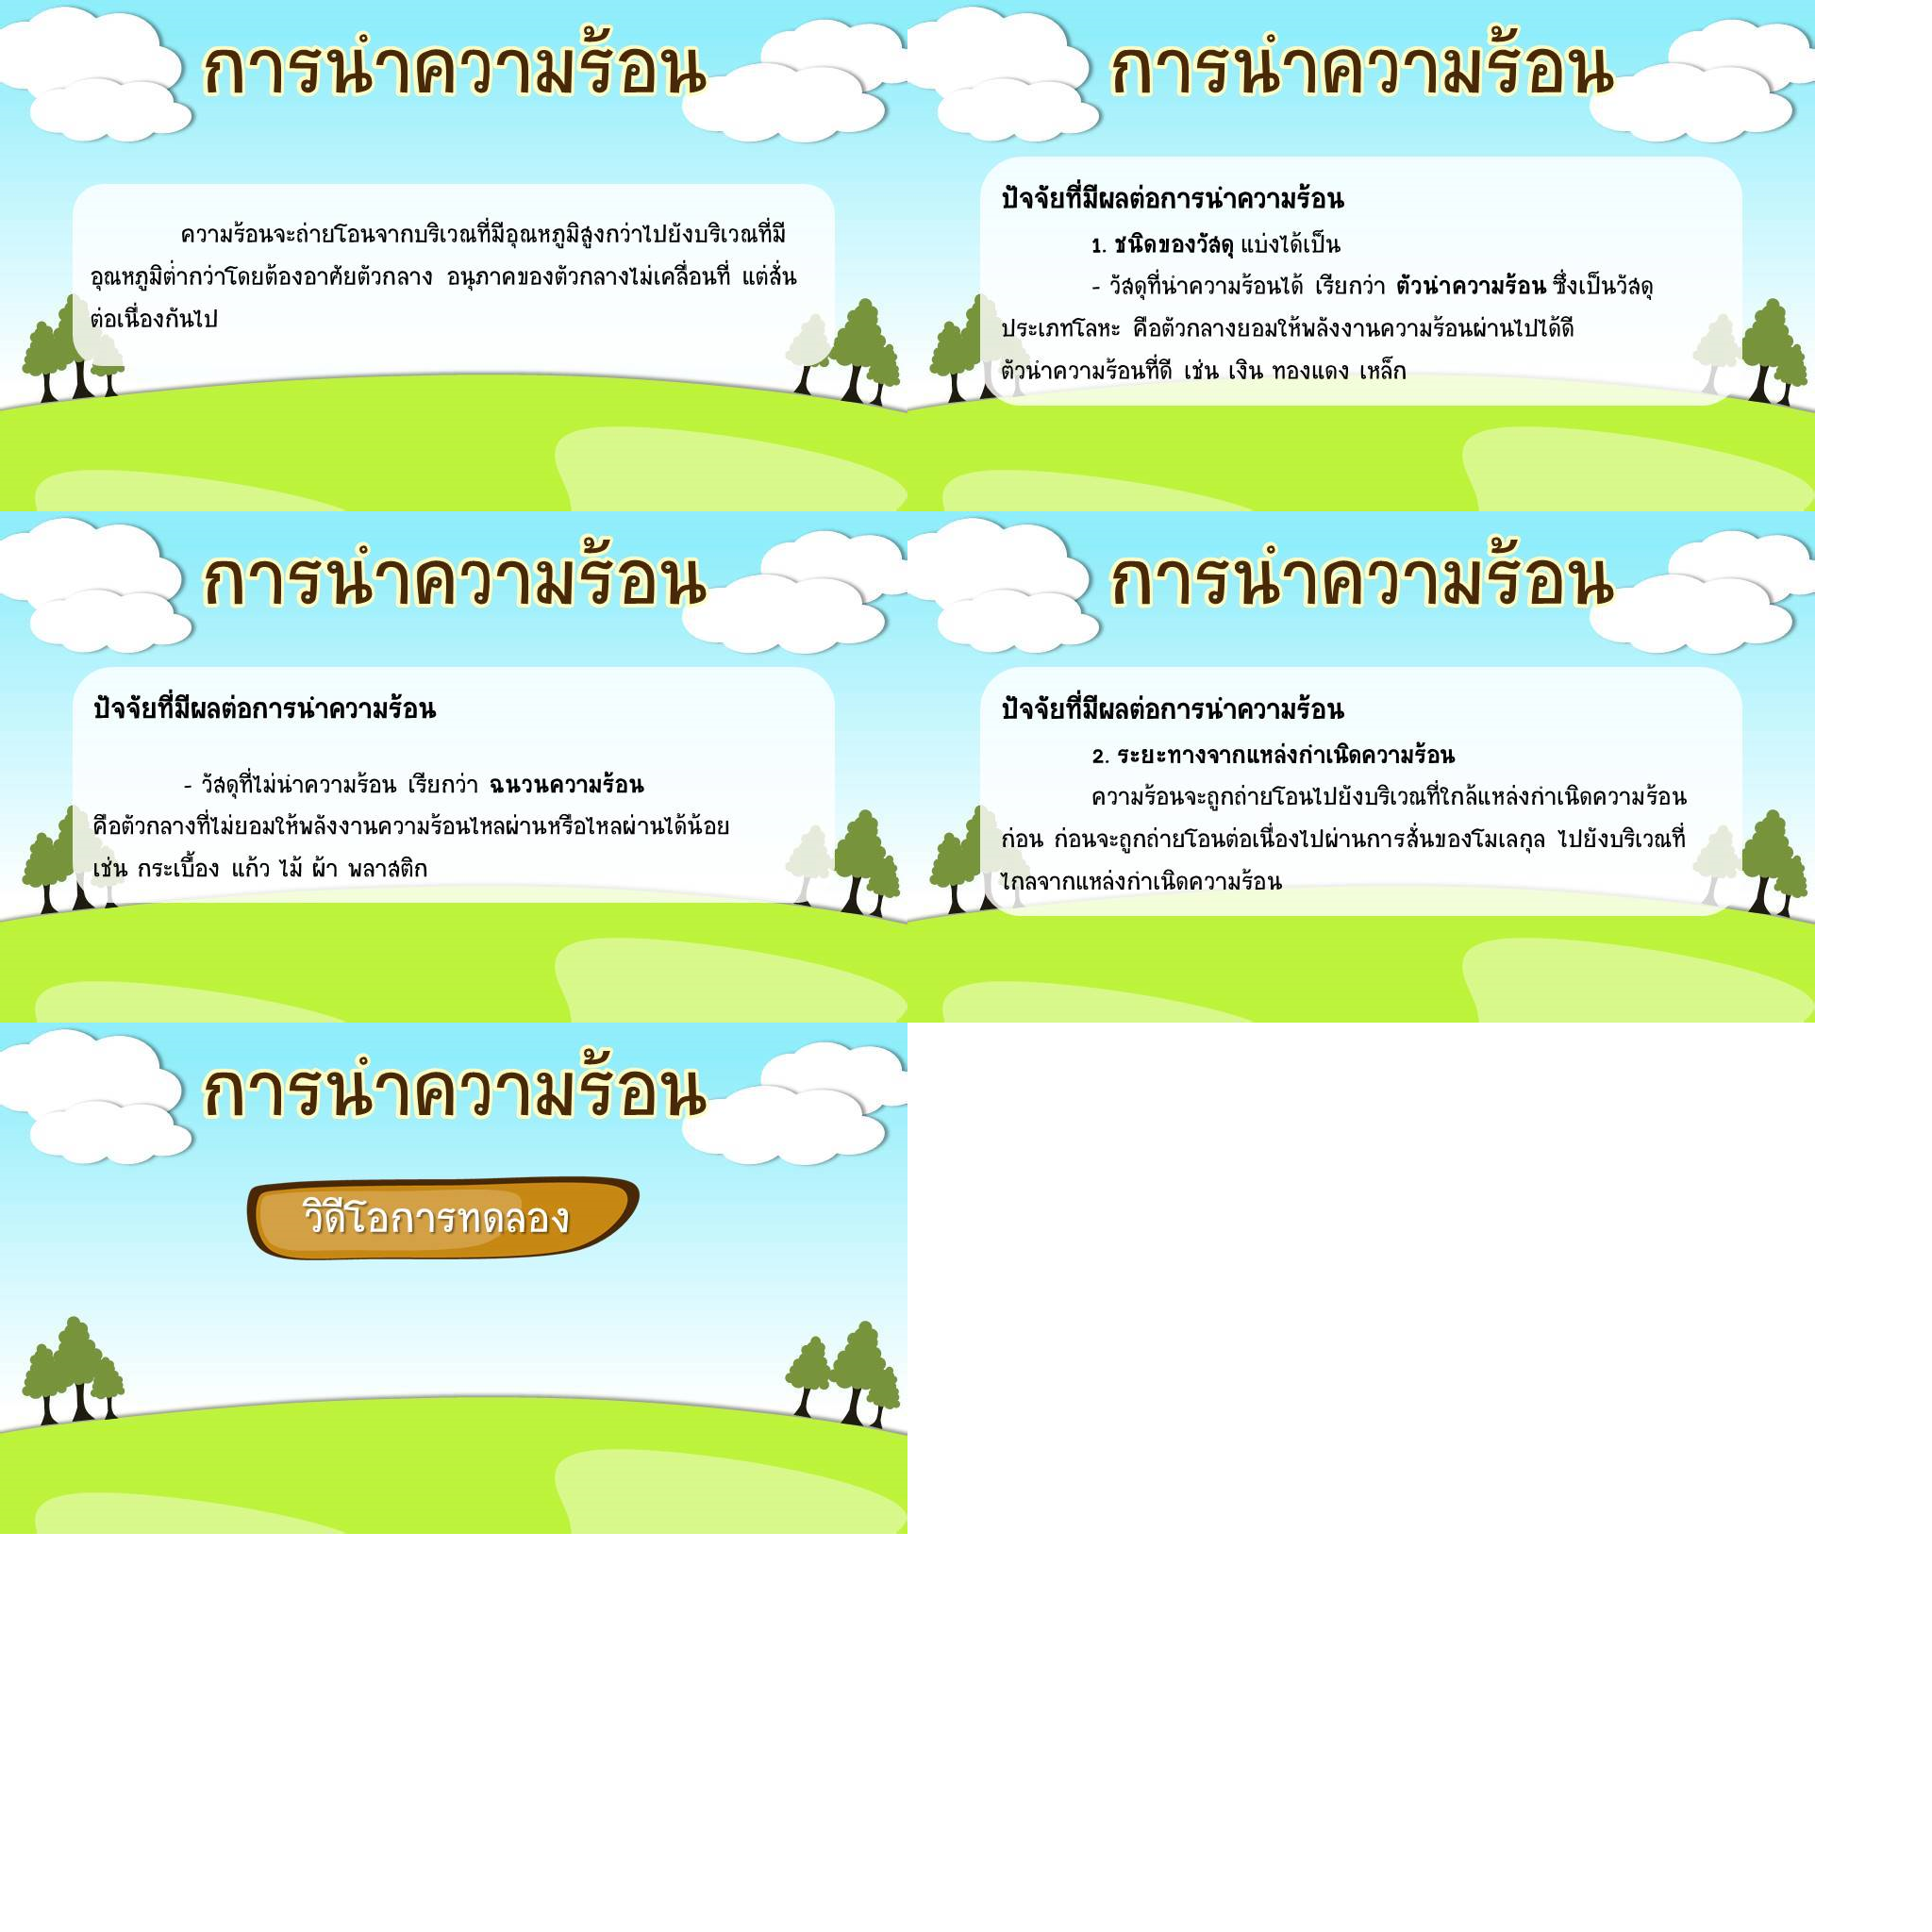 การนำความร้อน
ความร้อนจะถ่ายโอนจากบริเวณที่มีอุณหภูมิสูงกว่าไปยังบริเวณที่มี
อุณหภูมิต่ำกว่าโดยต้องอาศัยตัวกลาง อนุภาคของตัวกลางไม่เคลื่อนที่ แต่สั่น
ต่อเนื่องกันไป
การนำความร้อน
ปัจจัยที่มีผลต่อการนำความร้อน
1. ชนิดของวัสดุ แบ่งได้เป็น
- วัสดุที่นำความร้อนได้ เรียกว่า ตัวนำความร้อน ซึ่งเป็นวัสดุ
ประเภทโลหะ คือตัวกลางยอมให้พลังงานความร้อนผ่านไปได้ดี
ตัวนำความร้อนที่ดี เช่น เงิน ทองแดง เหล็ก
การนำความร้อน
ปัจจัยที่มีผลต่อการนำความร้อน
- วัสดุที่ไม่นำความร้อน เรียกว่า ฉนวนความร้อน
คือตัวกลางที่ไม่ยอมให้พลังงานความร้อนไหลผ่านหรือไหลผ่านได้น้อย
เช่น กระเบื้อง แก้ว ไม้ ผ้า พลาสติก
การนำความร้อน
ปัจจัยที่มีผลต่อการนำความร้อน
2. ระยะทางจากแหล่งกำเนิดความร้อน
ความร้อนจะถูกถ่ายโอนไปยังบริเวณที่ใกล้แหล่งกำเนิดความร้อน
ก่อน ก่อนจะถูกถ่ายโอนต่อเนื่องไปผ่านการสั่นของโมเลกุล ไปยังบริเวณที่
ไกลจากแหล่งกำเนิดความร้อน
การนำความร้อน
วิดีโอการทดลอง